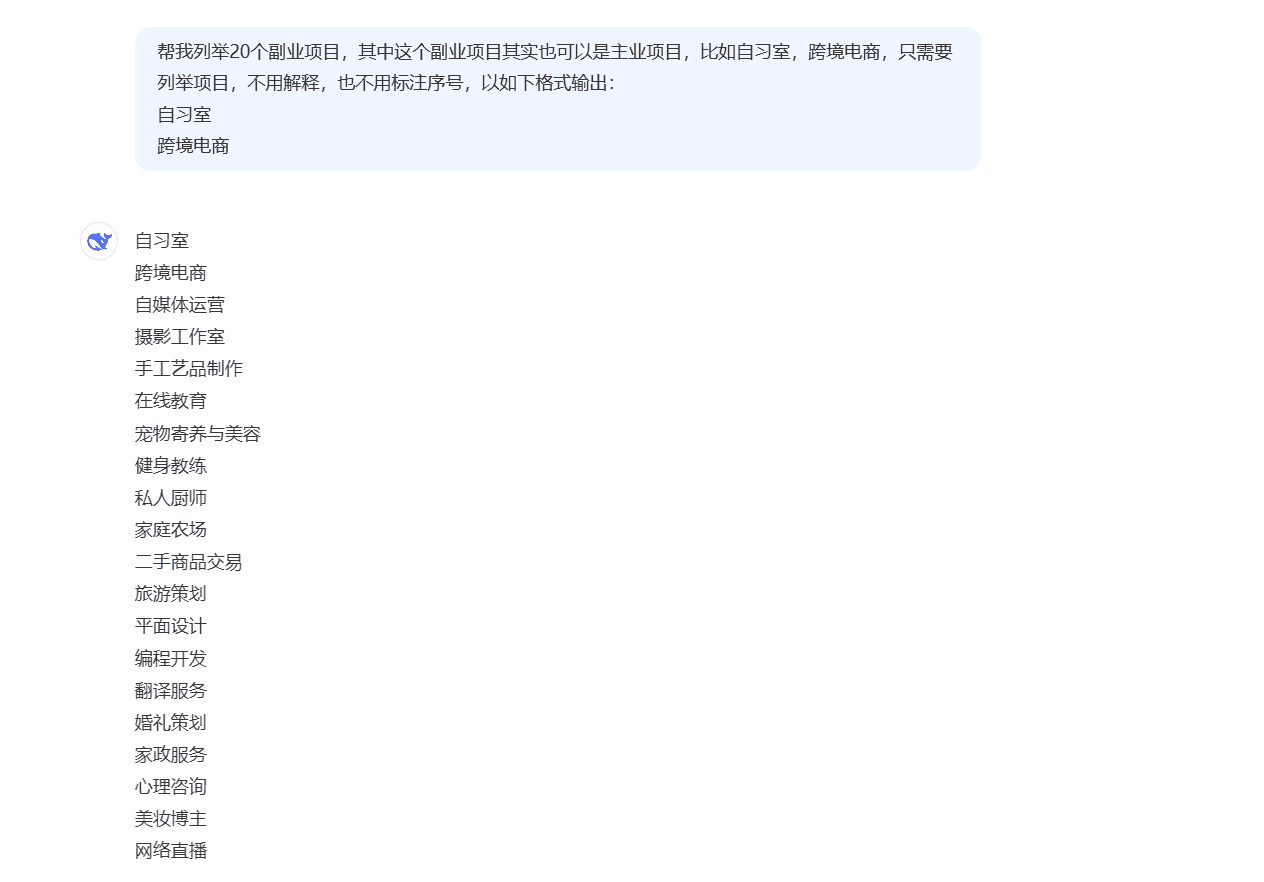 帮我列举20个副业项目，其中这个副业项目其实也可以是主业项目，比如自习室，跨境电商，只需要
列举项目，不用解释，也不用标注序号，以如下格式输出：
自习室
跨境电商
自习室
跨境电商
自媒体运营
摄影工作室
手工艺品制作
在线教育
宠物寄养与美容
健身教练
私人厨师
家庭农场
二手商品交易
旅游策划
平面设计
编程开发
翻译服务
婚礼策划
家政服务
心理咨询
美妆博主
网络直播